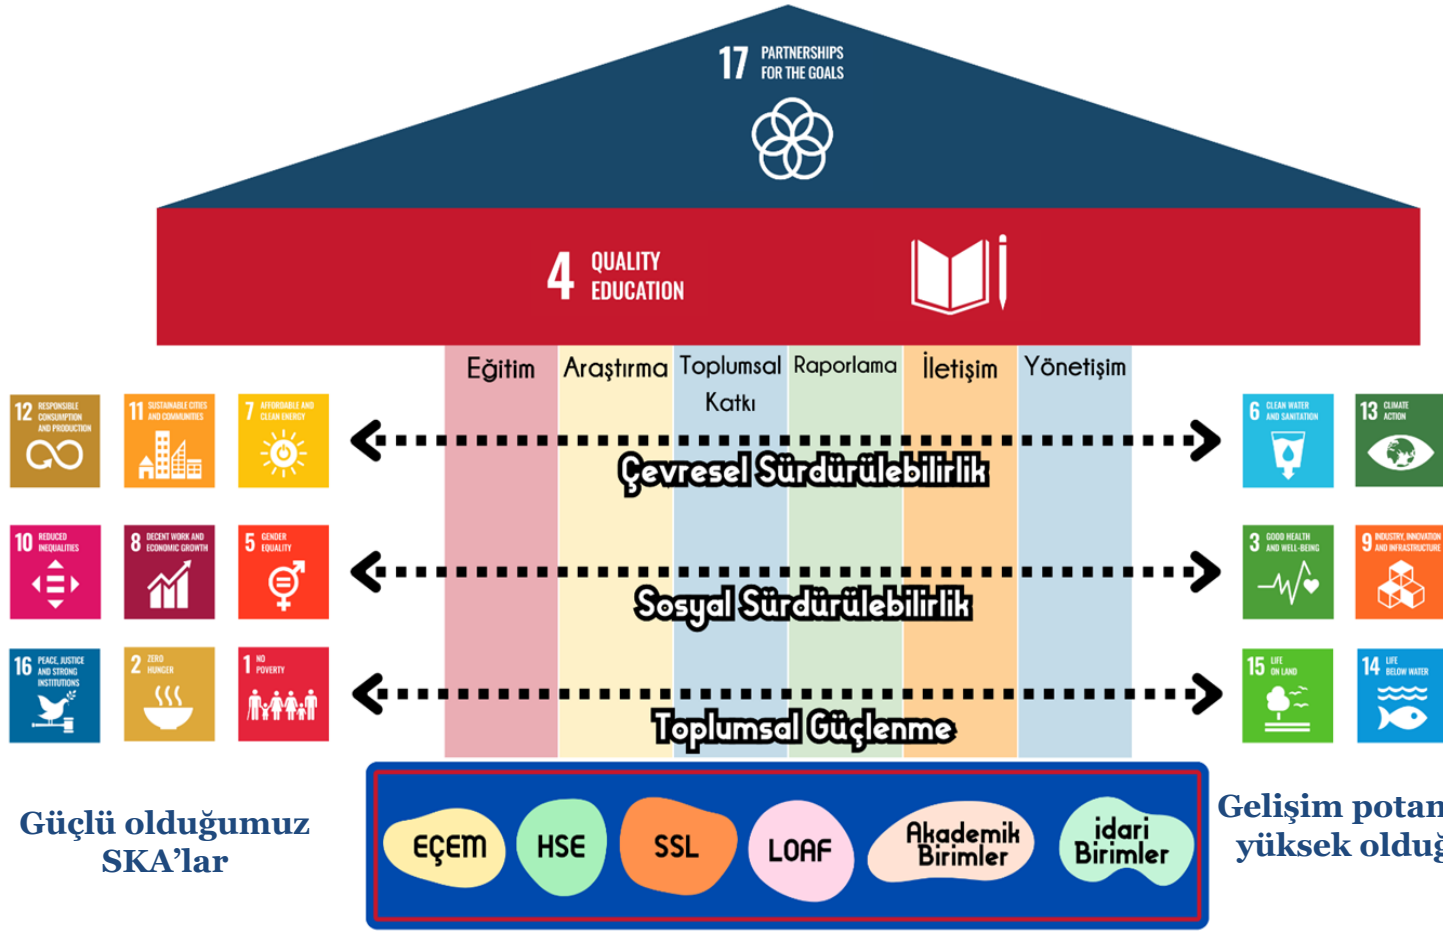 17 PARTNERSHIPS
FOR THE GOALS
4 QUALITY
EDUCATION
Eğitim
Araştırma
Toplumsal
Katkı
Raporlama
İletişim
Yönetişim
12 RESPONSIBLE
CONSUMPTION
AND PRODUCTION
11 SUSTAINABLE CITIES
AND COMMUNITIES
7 AFFORDABLE AND
CLEAN ENERGY
Çevresel Sürdürülebilirlik
6 CLEAN WATER
AND SANITATION
13 CLIMATE
ACTION
10 REDUCED
INEQUALITIES
8 DECENT WORK AND
ECONOMIC GROWTH
5 GENDER
EQUALITY
Sosyal Sürdürülebilirlik
3 GOOD HEALTH
AND WELL-BEING
9 INDUSTRY, INNOVATION
AND INFRASTRUCTURE
16 PEACE, JUSTICE
AND STRONG
INSTITUTIONS
2 ZERO
HUNGER
1 NO
POVERTY
Toplumsal Güçlenme
15 LIFE
ON LAND
14 LIFE
BELOW WATER
Güçlü olduğumuz
SKA'lar
EÇEM
HSE
SSL
LOAF
Akademik
Birimler
idari
Birimler
Gelişim potan
yüksek olduğ